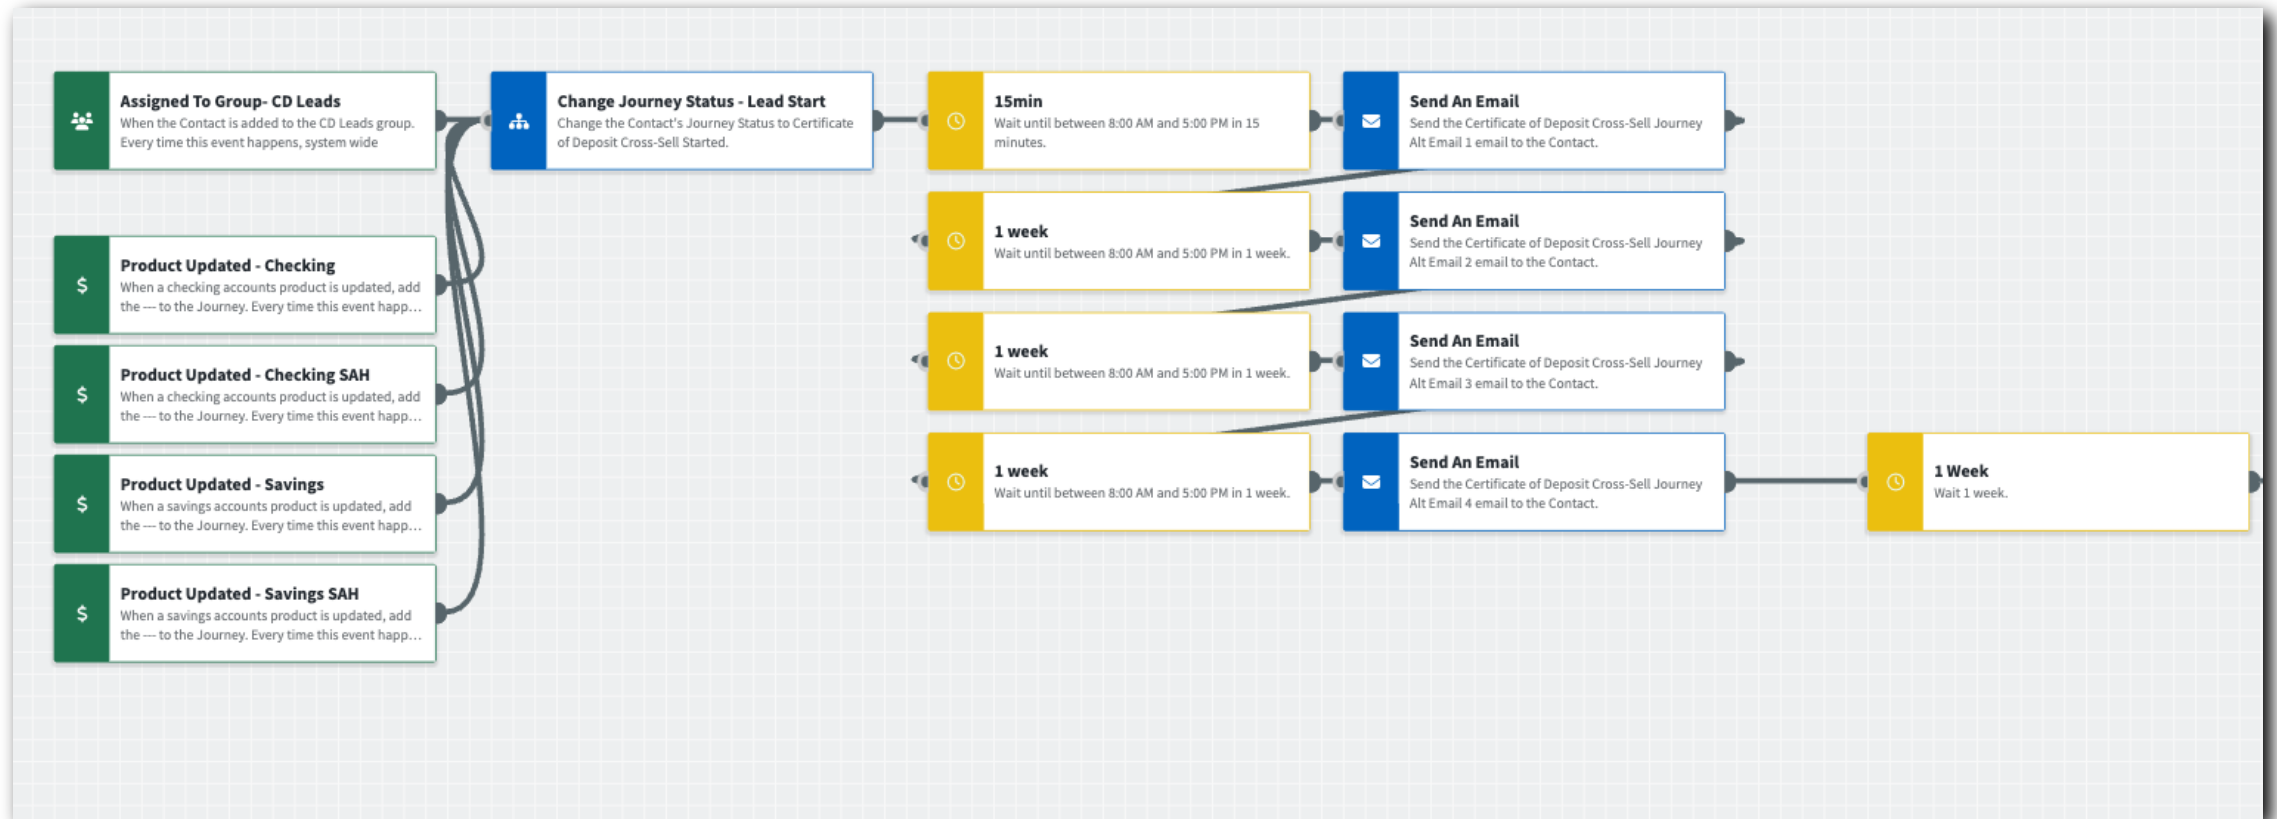 Assigned To Group- CD Leads
When the Contact is added to the CD Leads group.
Every time this event happens, system wide
Change Journey Status - Lead Start
Change the Contact's Journey Status to Certificate
of Deposit Cross-Sell Started.
15min
Wait until between 8:00 AM and 5:00 PM in 15
minutes.
Send An Email
Send the Certificate of Deposit Cross-Sell Journey
Alt Email 1 email to the Contact.
1 week
Wait until between 8:00 AM and 5:00 PM in 1 week.
Send An Email
Send the Certificate of Deposit Cross-Sell Journey
Alt Email 2 email to the Contact.
Product Updated - Checking
When a checking accounts product is updated, add
the --- to the Journey. Every time this event happ...
1 week
Wait until between 8:00 AM and 5:00 PM in 1 week.
Send An Email
Send the Certificate of Deposit Cross-Sell Journey
Alt Email 3 email to the Contact.
Product Updated - Checking SAH
When a checking accounts product is updated, add
the --- to the Journey. Every time this event happ...
1 week
Wait until between 8:00 AM and 5:00 PM in 1 week.
Send An Email
Send the Certificate of Deposit Cross-Sell Journey
Alt Email 4 email to the Contact.
1 Week
Wait 1 week.
Product Updated - Savings
When a savings accounts product is updated, add
the --- to the Journey. Every time this event happ...
Product Updated - Savings SAH
When a savings accounts product is updated, add
the --- to the Journey. Every time this event happ...